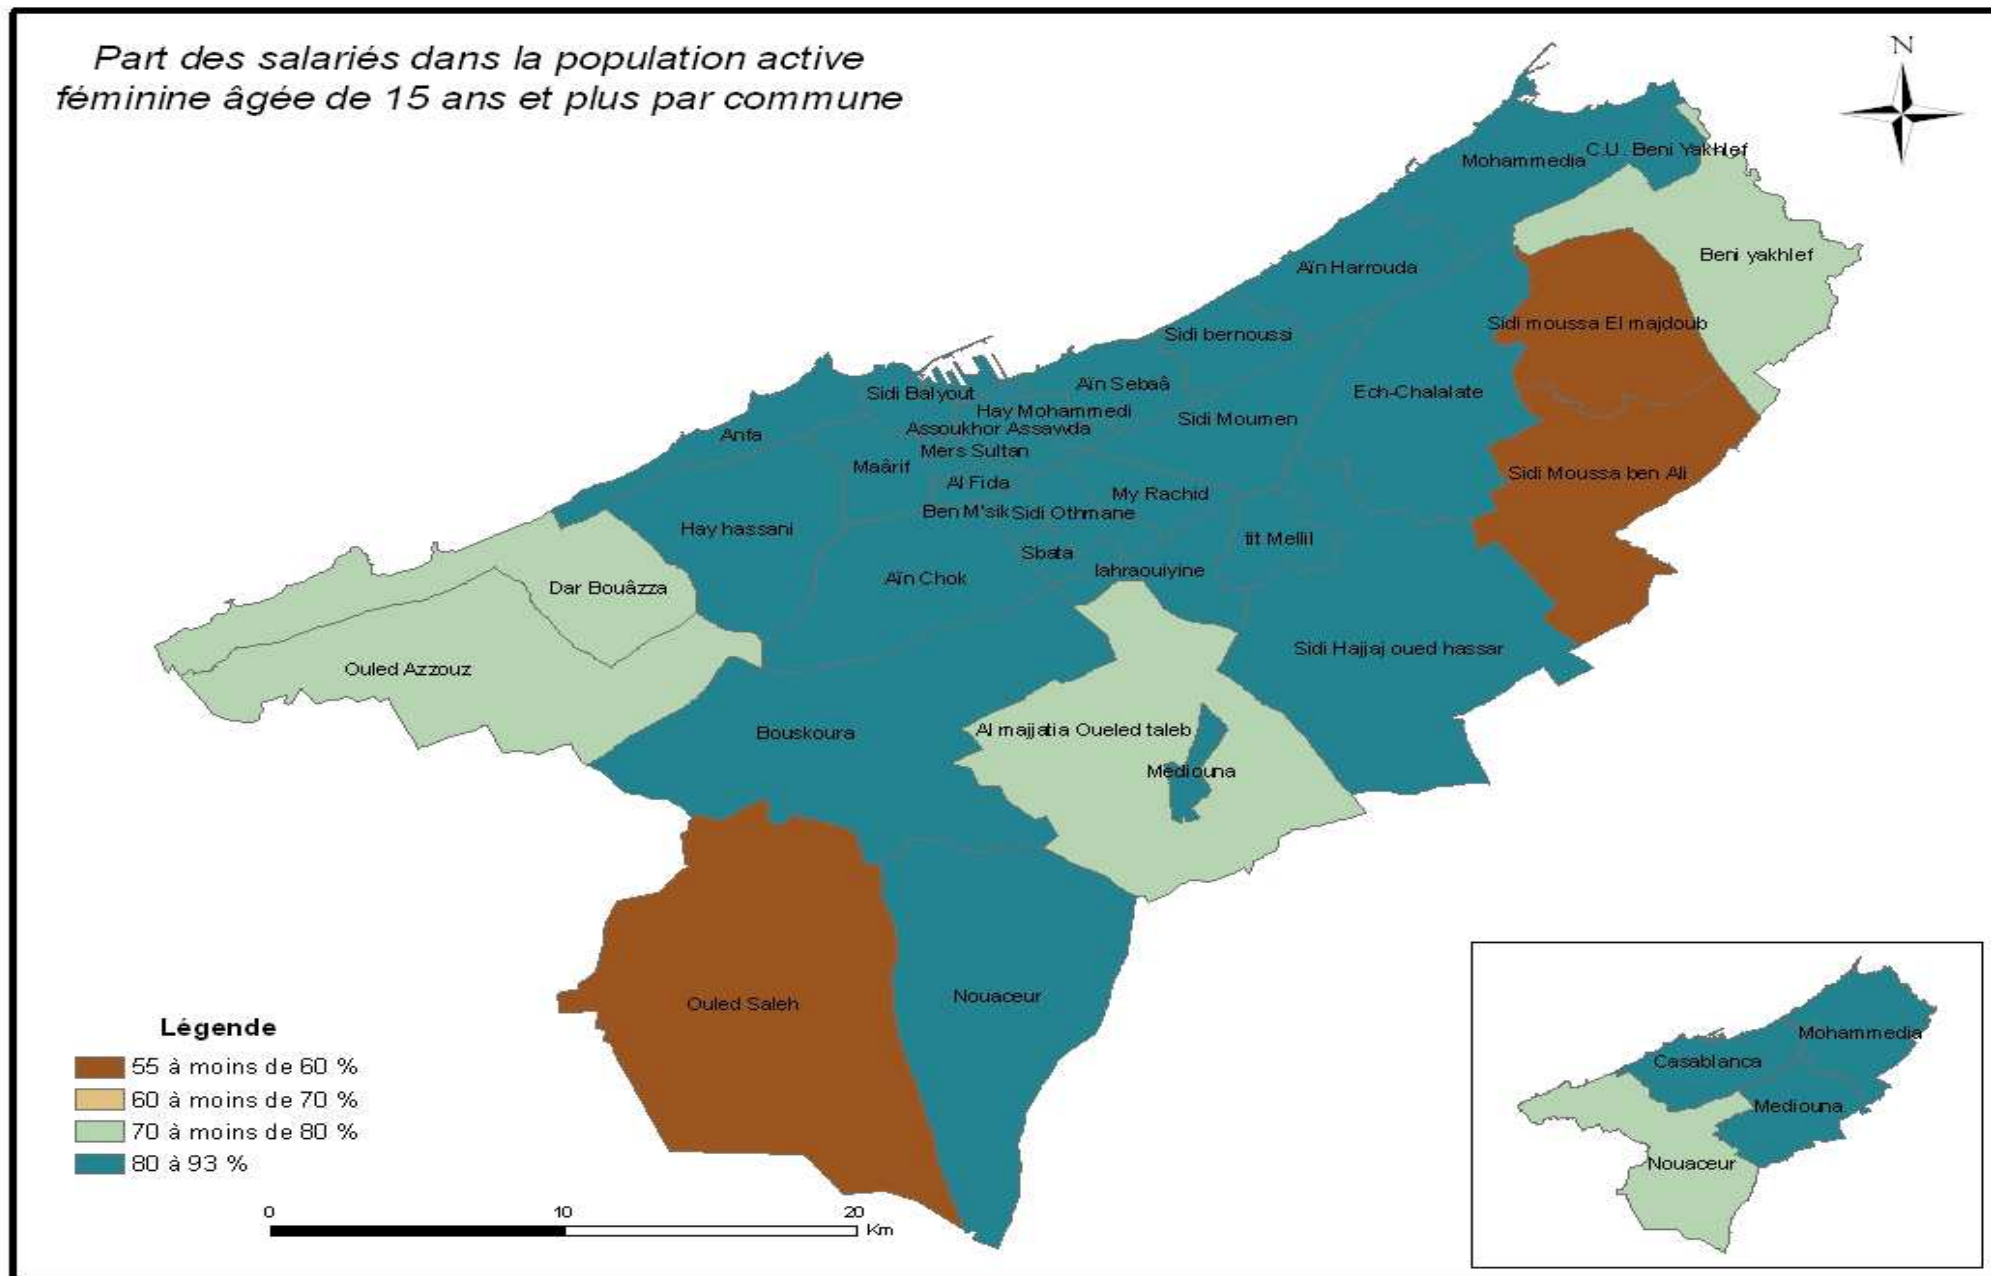 Part des salariés dans la population active
féminine âgée de 15 ans et plus par commune
N
C.U. Beni Yakhlef
Mohammedia
Beni yakhlef
Aïn Harrouda
Sidi moussa El majdoub
Sidi bernoussi
Aïn Sebaâ
Ech-Chalalate
Sidi Balyout
Hay Mohammedi
Sidi Moumen
Assoukhor Assawda
Anfa
Mers Sultan
Maârif
Sidi Moussa ben Ali
Al Fida
My Rachid
Ben M'sik
Sidi Othmane
Hay hassani
tit Mellil
Sbata
lahraouiyine
Aïn Chok
Dar Bouâzza
Sidi Hajjaj oued hassar
Ouled Azzouz
Al majjatia Oueled taleb
Bouskoura
Mediouna
Nouaceur
Ouled Saleh
Légende
55 à moins de 60 %
60 à moins de 70 %
70 à moins de 80 %
80 à 93 %
0 10 20
Km
Mohammedia
Casablanca
Mediouna
Nouaceur